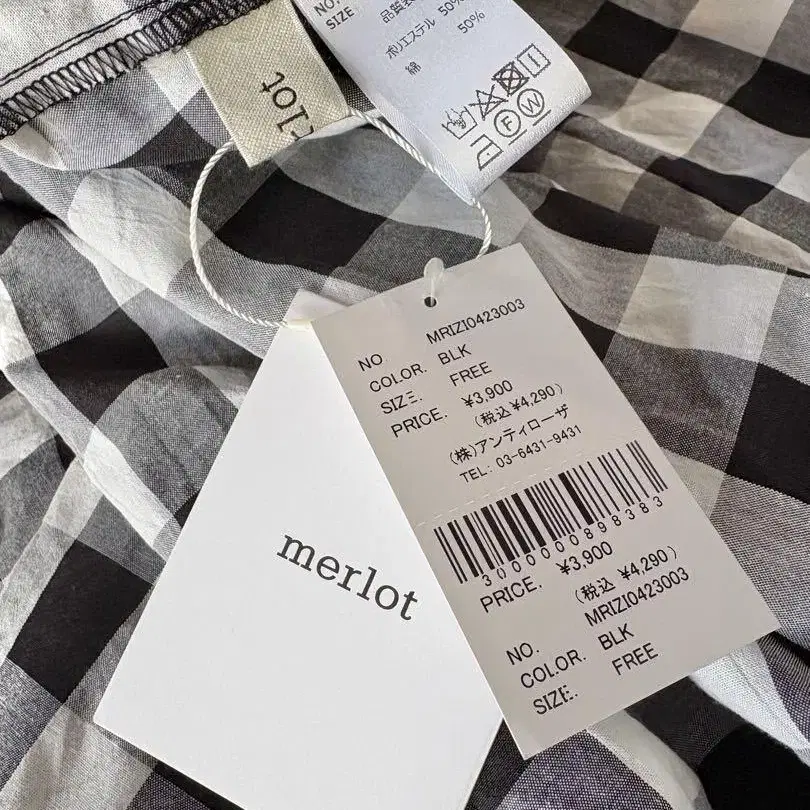 NO,
SIZE
品質表
ポリエステル 50%
綿 50%
lot
F
W
NO. MRIZI0423003
COLOR. BLK
SIZE. FREE
PRICE. ¥3,900
(税込 ¥4,290)
(株)アンティローザ
TEL: 03-6431-9431
3000000898383
PRICE. ¥3,900
(税込 ¥4,290)
NO. MRIZI0423003
COLOR. BLK
SIZE. FREE
merlot